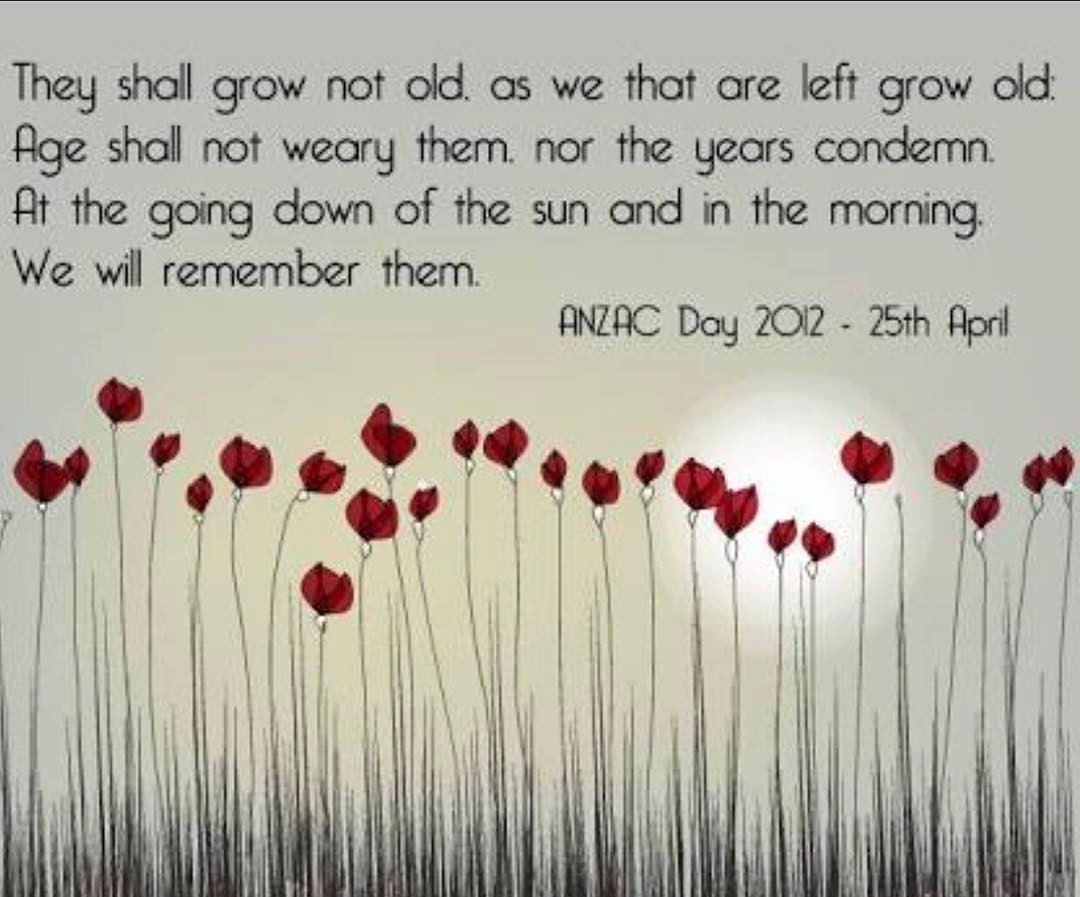 They shall grow not old, as we that are left grow old:
Age shall not weary them, nor the years condemn.
At the going down of the sun and in the morning,
We will remember them.
ANZAC Day 2012 - 25th April